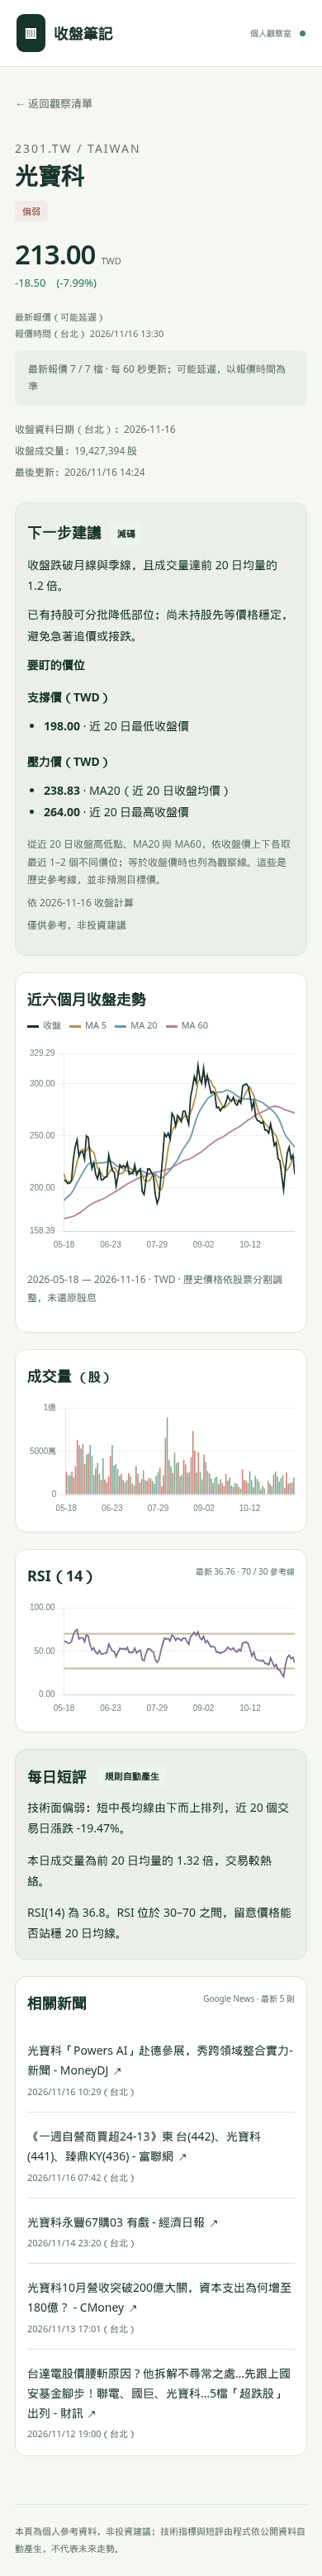 收盤筆記
個人觀察室
← 返回觀察清單
2301.TW / TAIWAN
光寶科
偏弱
213.00 TWD
-18.50 (-7.99%)
最新報價（可能延遲）
報價時間（台北） 2026/11/16 13:30
最新報價 7 / 7 檔 · 每 60 秒更新；可能延遲，以報價時間為
準
收盤資料日期（台北）：2026-11-16
收盤成交量：19,427,394 股
最後更新：2026/11/16 14:24
下一步建議 減碼
收盤跌破月線與季線，且成交量達前 20 日均量的
1.2 倍。
已有持股可分批降低部位；尚未持股先等價格穩定，
避免急著追價或接跌。
要盯的價位
支撐價（TWD）
• 198.00 · 近 20 日最低收盤價
壓力價（TWD）
• 238.83 · MA20（近 20 日收盤均價）
• 264.00 · 近 20 日最高收盤價
從近 20 日收盤高低點、MA20 與 MA60，依收盤價上下各取
最近 1–2 個不同價位；等於收盤價時也列為觀察線。這些是
歷史參考線，並非預測目標價。
依 2026-11-16 收盤計算
僅供參考，非投資建議
近六個月收盤走勢
收盤 MA 5 MA 20 MA 60
329.29
300.00
250.00
200.00
158.39
05-18 06-23 07-29 09-02 10-12
2026-05-18 — 2026-11-16 · TWD · 歷史價格依股票分割調
整，未還原股息
成交量（股）
1億
5000萬
0
05-18 06-23 07-29 09-02 10-12
RSI（14）
最新 36.76 · 70 / 30 參考線
100.00
50.00
0.00
05-18 06-23 07-29 09-02 10-12
每日短評 規則自動產生
技術面偏弱：短中長均線由下而上排列，近 20 個交
易日漲跌 -19.47%。
本日成交量為前 20 日均量的 1.32 倍，交易較熱
絡。
RSI(14) 為 36.8。RSI 位於 30–70 之間，留意價格能
否站穩 20 日均線。
相關新聞
Google News · 最新 5 則
光寶科「Powers AI」赴德參展，秀跨領域整合實力-
新聞 - MoneyDJ ↗
2026/11/16 10:29（台北）
《一週自營商買超24-13》東 台(442)、光寶科
(441)、臻鼎KY(436) - 富聯網 ↗
2026/11/16 07:42（台北）
光寶科永豐67購03 有戲 - 經濟日報 ↗
2026/11/14 23:20（台北）
光寶科10月營收突破200億大關，資本支出為何增至
180億？ - CMoney ↗
2026/11/13 17:01（台北）
台達電股價腰斬原因？他拆解不尋常之處...先跟上國
安基金腳步！聯電、國巨、光寶科...5檔「超跌股」
出列 - 財訊 ↗
2026/11/12 19:00（台北）
本頁為個人參考資料，非投資建議；技術指標與短評由程式依公開資料自
動產生，不代表未來走勢。